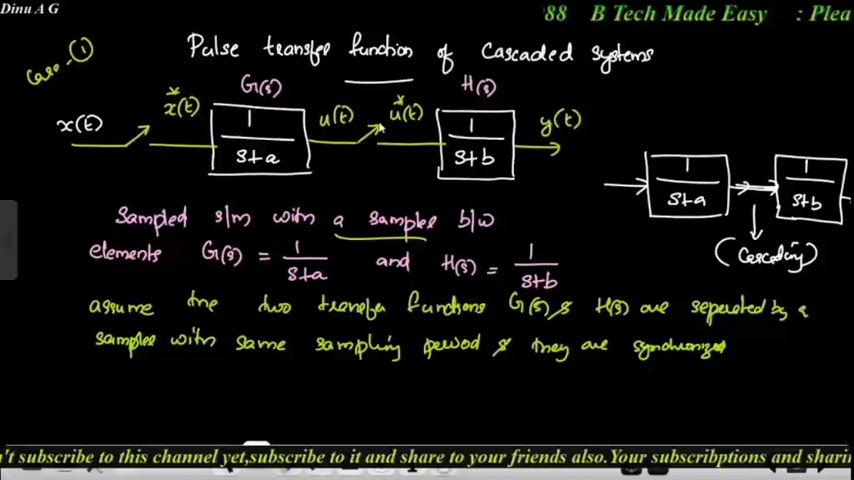 Dinu A G
88 B Tech Made Easy : Plea
Case - ①
Pulse transfer function of Cascaded systems
G(s) H(s)
x(t) x*(t) 1/s+a u(t) u*(t) 1/s+b y(t)
1/s+a 1/s+b
(Cascading)
Sampled s/m with a sampler b/w
elements G(s) = 1/s+a and H(s) = 1/s+b
assume the two transfer functions G(s) & H(s) are seperated by a
sampler with same sampling period & they are synchronized
't subscribe to this channel yet,subscribe to it and share to your friends also.Your subscribptions and sharin